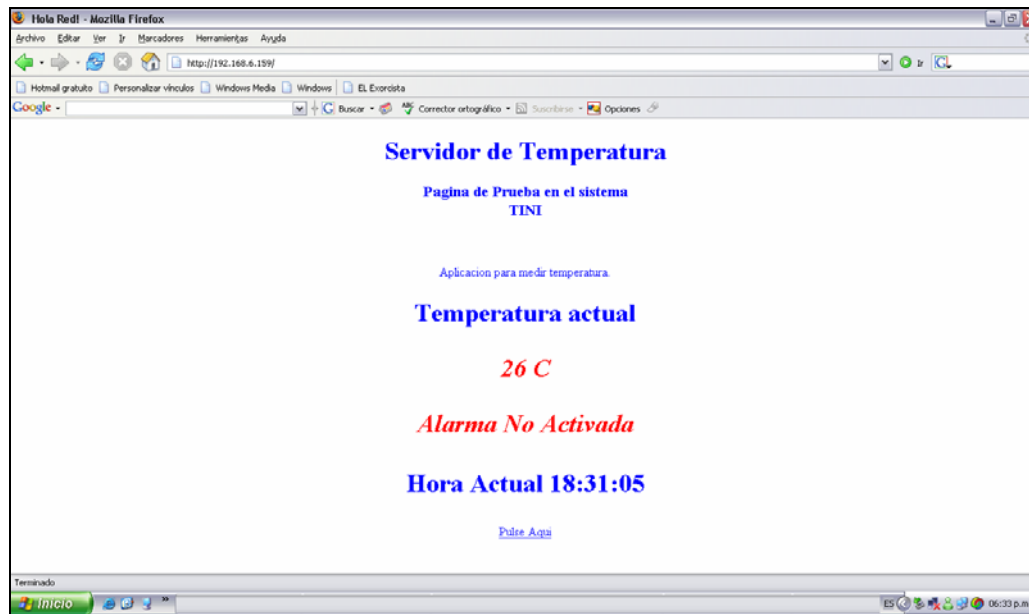 Hola Red! - Mozilla Firefox
Archivo Editar Ver Ir Marcadores Herramientas Ayuda
http://192.168.6.159/
Ir
Hotmail gratuito Personalizar vínculos Windows Media Windows EL Exorcista
Google Buscar Corrector ortográfico Suscribirse Opciones
Servidor de Temperatura
Pagina de Prueba en el sistema
TINI
Aplicacion para medir temperatura.
Temperatura actual
26 C
Alarma No Activada
Hora Actual 18:31:05
Pulse Aqui
Terminado
Inicio ES 06:33 p.m